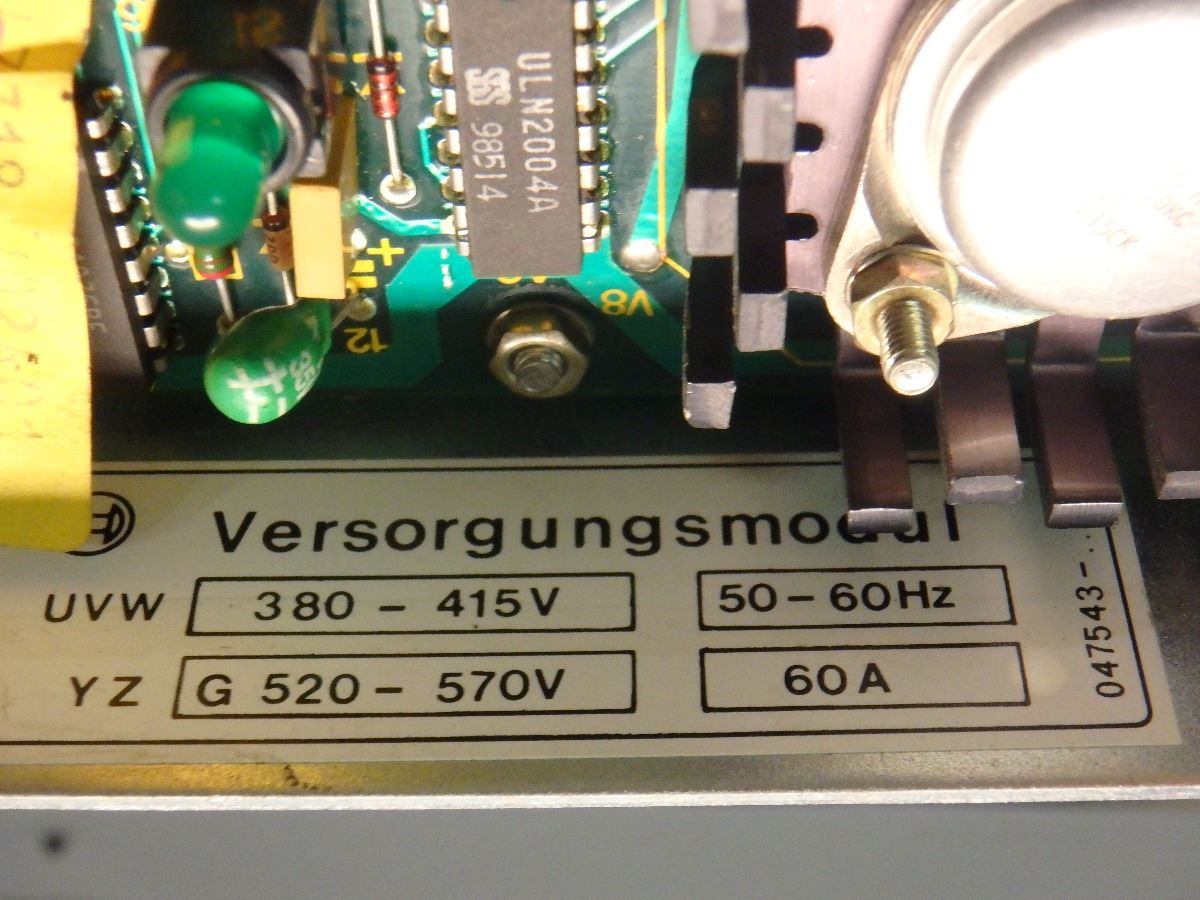 ULN2004A
98514
V8
12
Versorgungsmodul
UVW 380 - 415V 50-60Hz
YZ G 520 - 570V 60A
047543-..